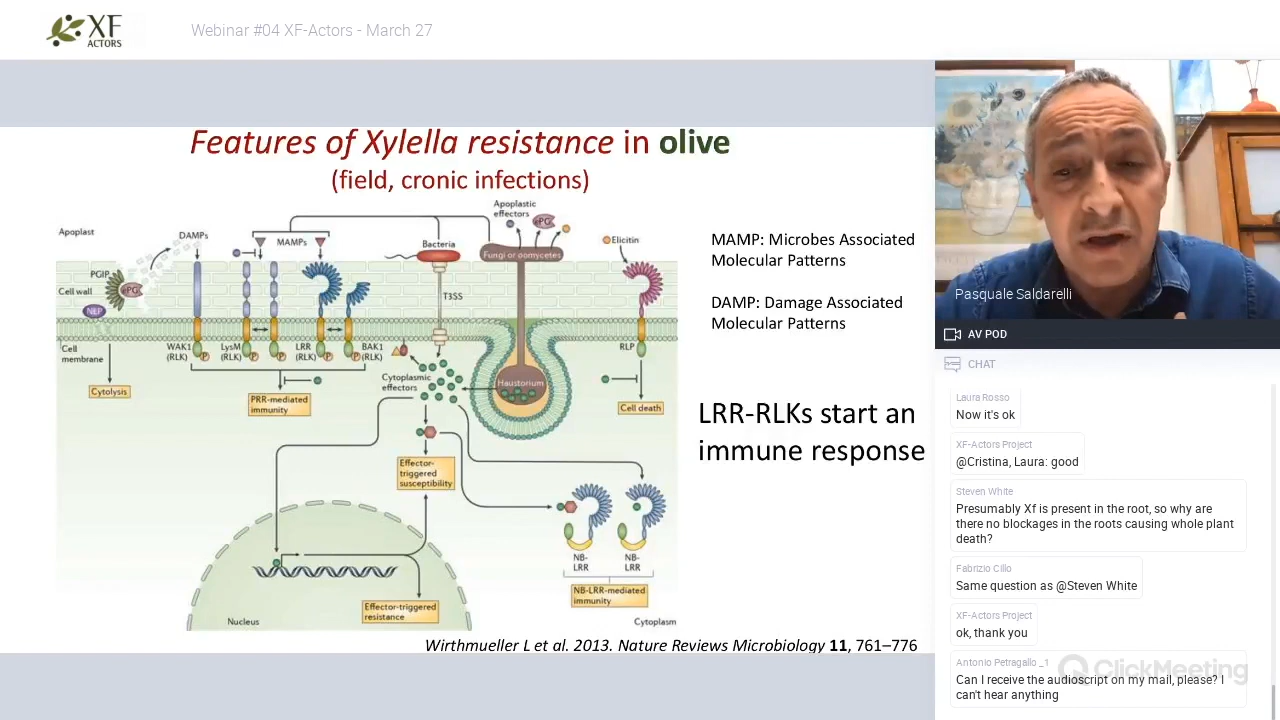 XF
ACTORS
Webinar #04 XF-Actors - March 27
Features of Xylella resistance in olive
(field, cronic infections)
Apoplast
DAMPs
MAMPs
Apoplastic
effectors
ePG
Bacteria
Fungi or oomycetes
Elicitin
PGIP
Cell wall
ePG
NEP
T3SS
Cell
membrane
WAK1
(RLK)
P
LysM
(RLK)
P
LRR
(RLK)
P
BAK1
(RLK)
P
RLP
Cytolysis
PRR-mediated
immunity
Cytoplasmic
effectors
Haustorium
Cell death
Effector-
triggered
susceptibility
NB-
LRR
NB-
LRR
NB-LRR-mediated
immunity
Effector-triggered
resistance
Nucleus
Cytoplasm
MAMP: Microbes Associated
Molecular Patterns
DAMP: Damage Associated
Molecular Patterns
LRR-RLKs start an
immune response
Wirthmueller L et al. 2013. Nature Reviews Microbiology 11, 761–776
Pasquale Saldarelli
AV POD
CHAT
Laura Rosso
Now it's ok
XF-Actors Project
@Cristina, Laura: good
Steven White
Presumably Xf is present in the root, so why are
there no blockages in the roots causing whole plant
death?
Fabrizio Cillo
Same question as @Steven White
XF-Actors Project
ok, thank you
Antonio Petragallo _1
Can I receive the audioscript on my mail, please? I
can't hear anything
ClickMeeting